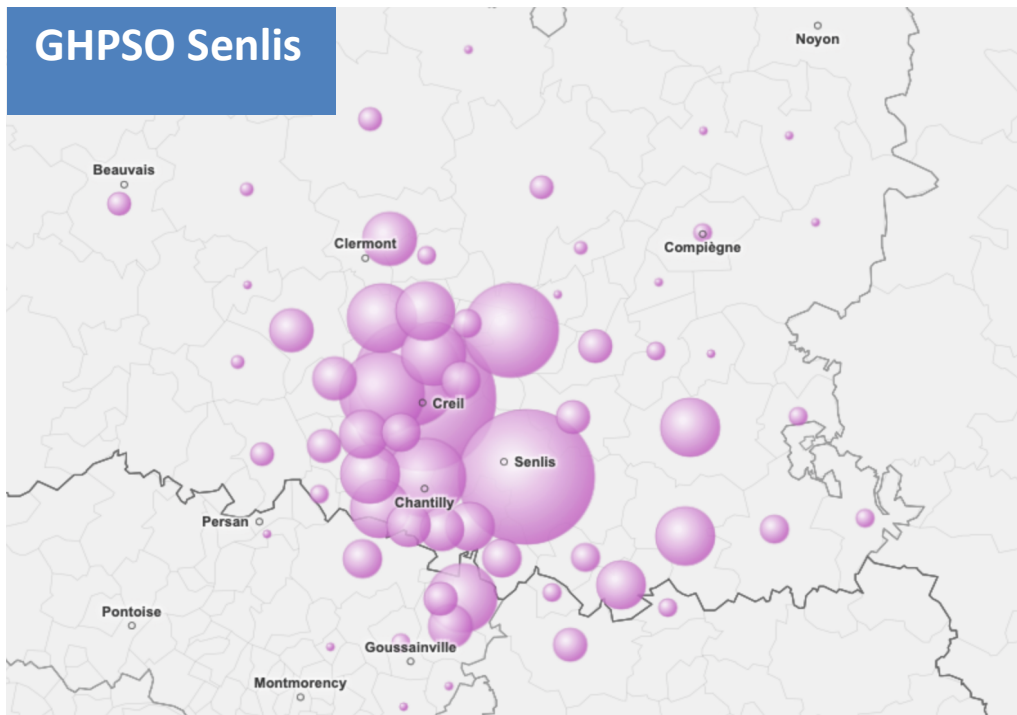 GHPSO Senlis
Noyon
Beauvais
Clermont
Compiègne
Creil
Senlis
Chantilly
Persan
Pontoise
Goussainville
Montmorency